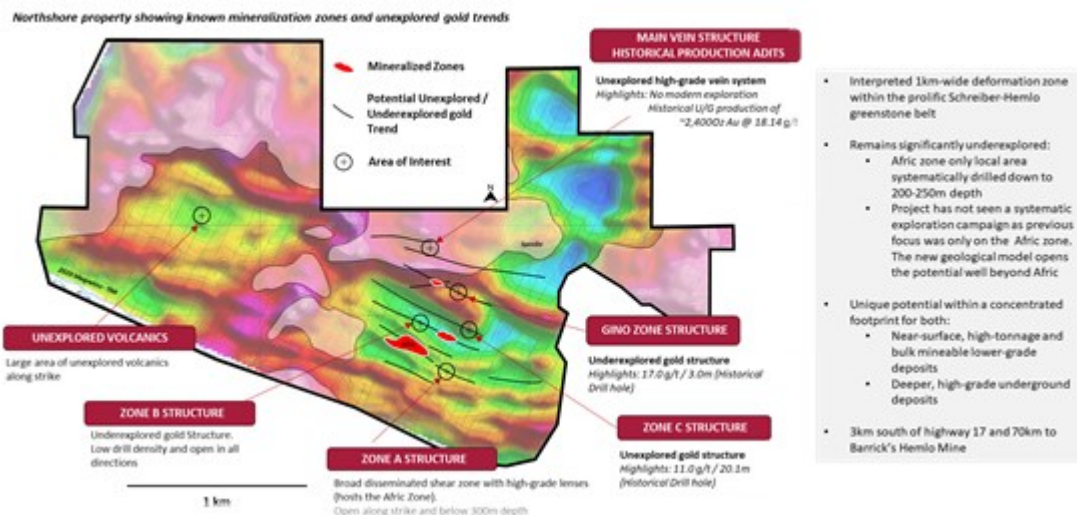 Northshore property showing known mineralization zones and unexplored gold trends
Mineralized Zones
Potential Unexplored /
Underexplored gold
Trend
Area of Interest
N
MAIN VEIN STRUCTURE
HISTORICAL PRODUCTION ADITS
Unexplored high-grade vein system
Highlights: No modern exploration
Historical U/G production of
~2,400Oz Au @ 18.14 g/t
UNEXPLORED VOLCANICS
Large area of unexplored volcanics
along strike
ZONE B STRUCTURE
Underexplored gold Structure.
Low drill density and open in all
directions
ZONE A STRUCTURE
Broad disseminated shear zone with high-grade lenses
(hosts the Afric Zone).
Open along strike and below 300m depth
GINO ZONE STRUCTURE
Underexplored gold structure
Highlights: 17.0 g/t / 3.0m (Historical
Drill hole)
ZONE C STRUCTURE
Unexplored gold structure
Highlights: 11.0 g/t / 20.1m
(Historical Drill hole)
1 km
• Interpreted 1km-wide deformation zone
within the prolific Schreiber-Hemlo
greenstone belt
• Remains significantly underexplored:
• Afric zone only local area
systematically drilled down to
200-250m depth
• Project has not seen a systematic
exploration campaign as previous
focus was only on the Afric zone.
The new geological model opens
the potential well beyond Afric
• Unique potential within a concentrated
footprint for both:
• Near-surface, high-tonnage and
bulk mineable lower-grade
deposits
• Deeper, high-grade underground
deposits
• 3km south of highway 17 and 70km to
Barrick's Hemlo Mine